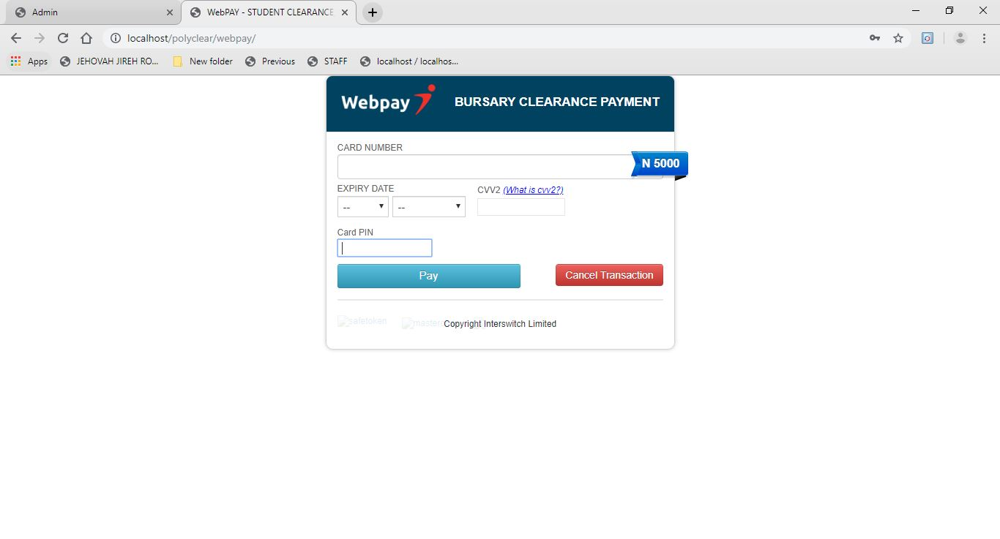 Admin
WebPAY - STUDENT CLEARANCE
localhost/polyclear/webpay/
Apps
JEHOVAH JIREH RO...
New folder
Previous
STAFF
localhost / localhos...
Webpay
BURSARY CLEARANCE PAYMENT
CARD NUMBER
N 5000
EXPIRY DATE
CVV2 (What is cvv2?)
--
--
Card PIN
Pay
Cancel Transaction
safetoken
Copyright Interswitch Limited